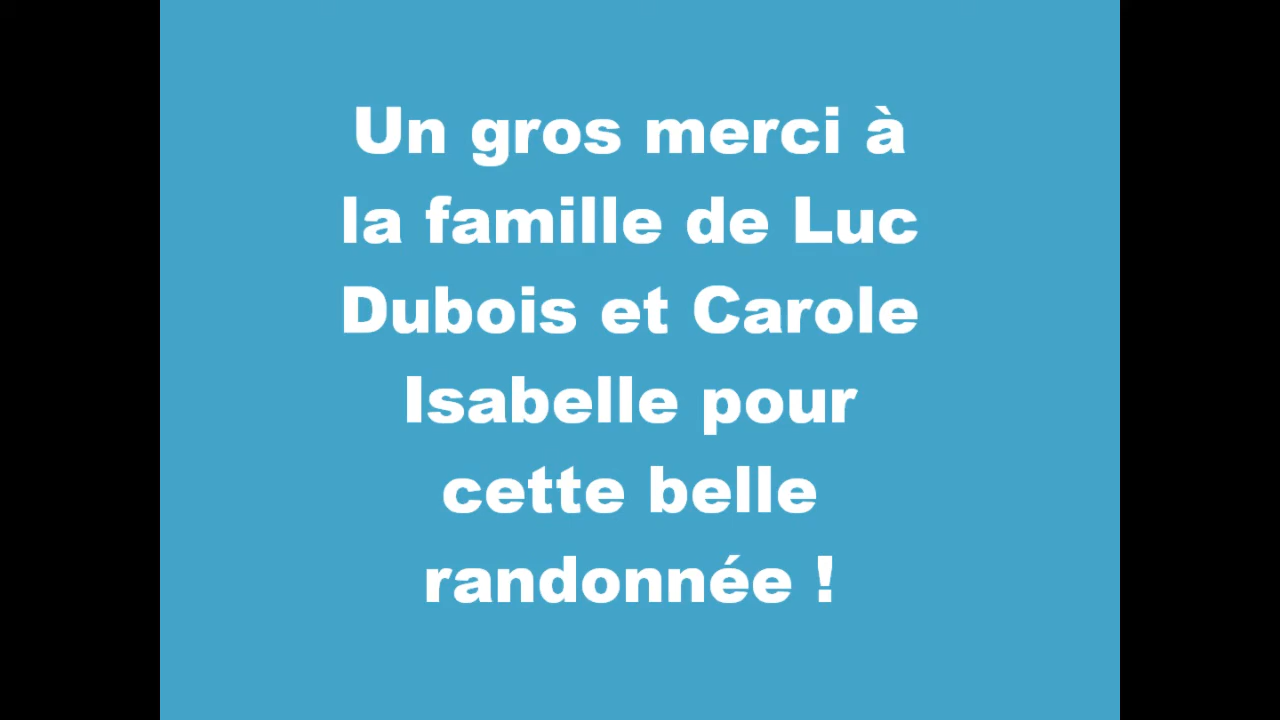 Un gros merci à
la famille de Luc
Dubois et Carole
Isabelle pour
cette belle
randonnée !